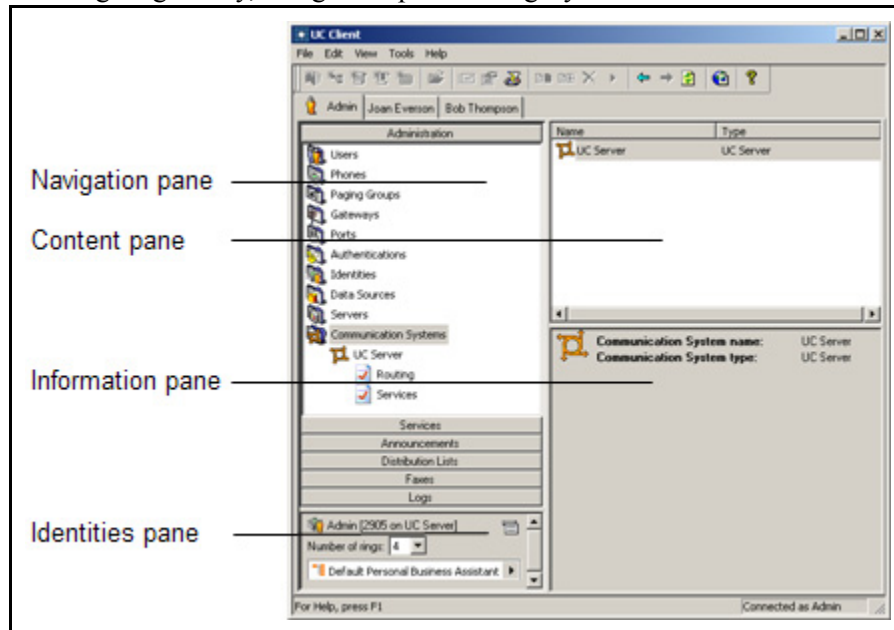 UC Client
File Edit View Tools Help
Admin Joan Everson Bob Thompson
Administration
Users
Phones
Paging Groups
Gateways
Ports
Authentications
Identities
Data Sources
Servers
Communication Systems
UC Server
Routing
Services
Services
Announcements
Distribution Lists
Faxes
Logs
Admin [2905 on UC Server]
Number of rings: 4
Default Personal Business Assistant
Name Type
UC Server UC Server
Communication System name: UC Server
Communication System type: UC Server
For Help, press F1 Connected as Admin
Navigation pane
Content pane
Information pane
Identities pane